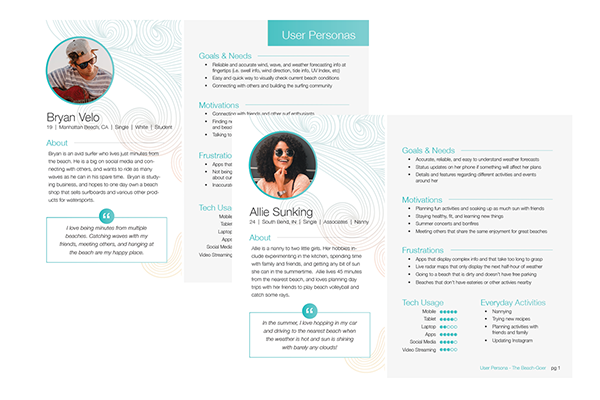 User Personas
Bryan Velo
19 | Manhattan Beach, CA | Single | White | Student
About
Bryan is an avid surfer who lives just minutes from
the beach. He is a big on social media and con-
necting with others, and wants to ride as many
waves as he can in his spare time. Bryan is study-
ing business, and hopes to one day own a beach
shop that sells surfboards and various other prod-
ucts for watersports.
I love being minutes from multiple
beaches. Catching waves with my
friends, meeting others, and hanging at
the beach are my happy place.
Goals & Needs
Reliable and accurate wind, wave, and weather forecasting info at
fingertips (i.e. swell info, wind direction, tide info, UV Index, etc)
Easy and quick to visually check current beach conditions
Connecting with others and building the surfing community
Motivations
Connecting with friends and other surf enthusiasts
Finding
and bea
Talking to
Frustratio
Apps that
Not being
about our
Inaccurate
Tech Usag
Mobile
Tablet
Laptop
Apps
Social Media
Video Streaming
Allie Sunking
24 | South Bend, IN | Single | Associates | Nanny
About
Allie is a nanny to two little girls. Her hobbies in-
clude experimenting in the kitchen, spending time
with family and friends, and getting any bit of sun
she can in the summertime. Allie lives 45 minutes
from the nearest beach, and loves planning day
trips with her friends to play beach volleyball and
catch some rays.
In the summer, I love hopping in my car
and driving to the nearest beach when
the weather is hot and sun is shining
with barely any clouds!
Goals & Needs
Accurate, reliable, and easy to understand weather forecasts
Status updates on her phone if something will affect her plans
Details and features regarding different activities and events
around her
Motivations
Planning fun activities and soaking up as much sun with friends
Staying healthy, fit, and learning new things
Summer concerts and bonfires
Meeting others that share the same enjoyment for great beaches
Frustrations
Apps that display complex info and that take too long to grasp
Live radar maps that only display the next half-hour of weather
Going to a beach that is dirty and doesn't have free parking
Beaches that don't have eateries or other activies nearby
Tech Usage
Mobile
Tablet
Laptop
Apps
Social Media
Video Streaming
Everyday Activities
Nannying
Trying new recipes
Planning activities with
friends and family
Updating Instagram
User Persona - The Beach-Goer pg 1